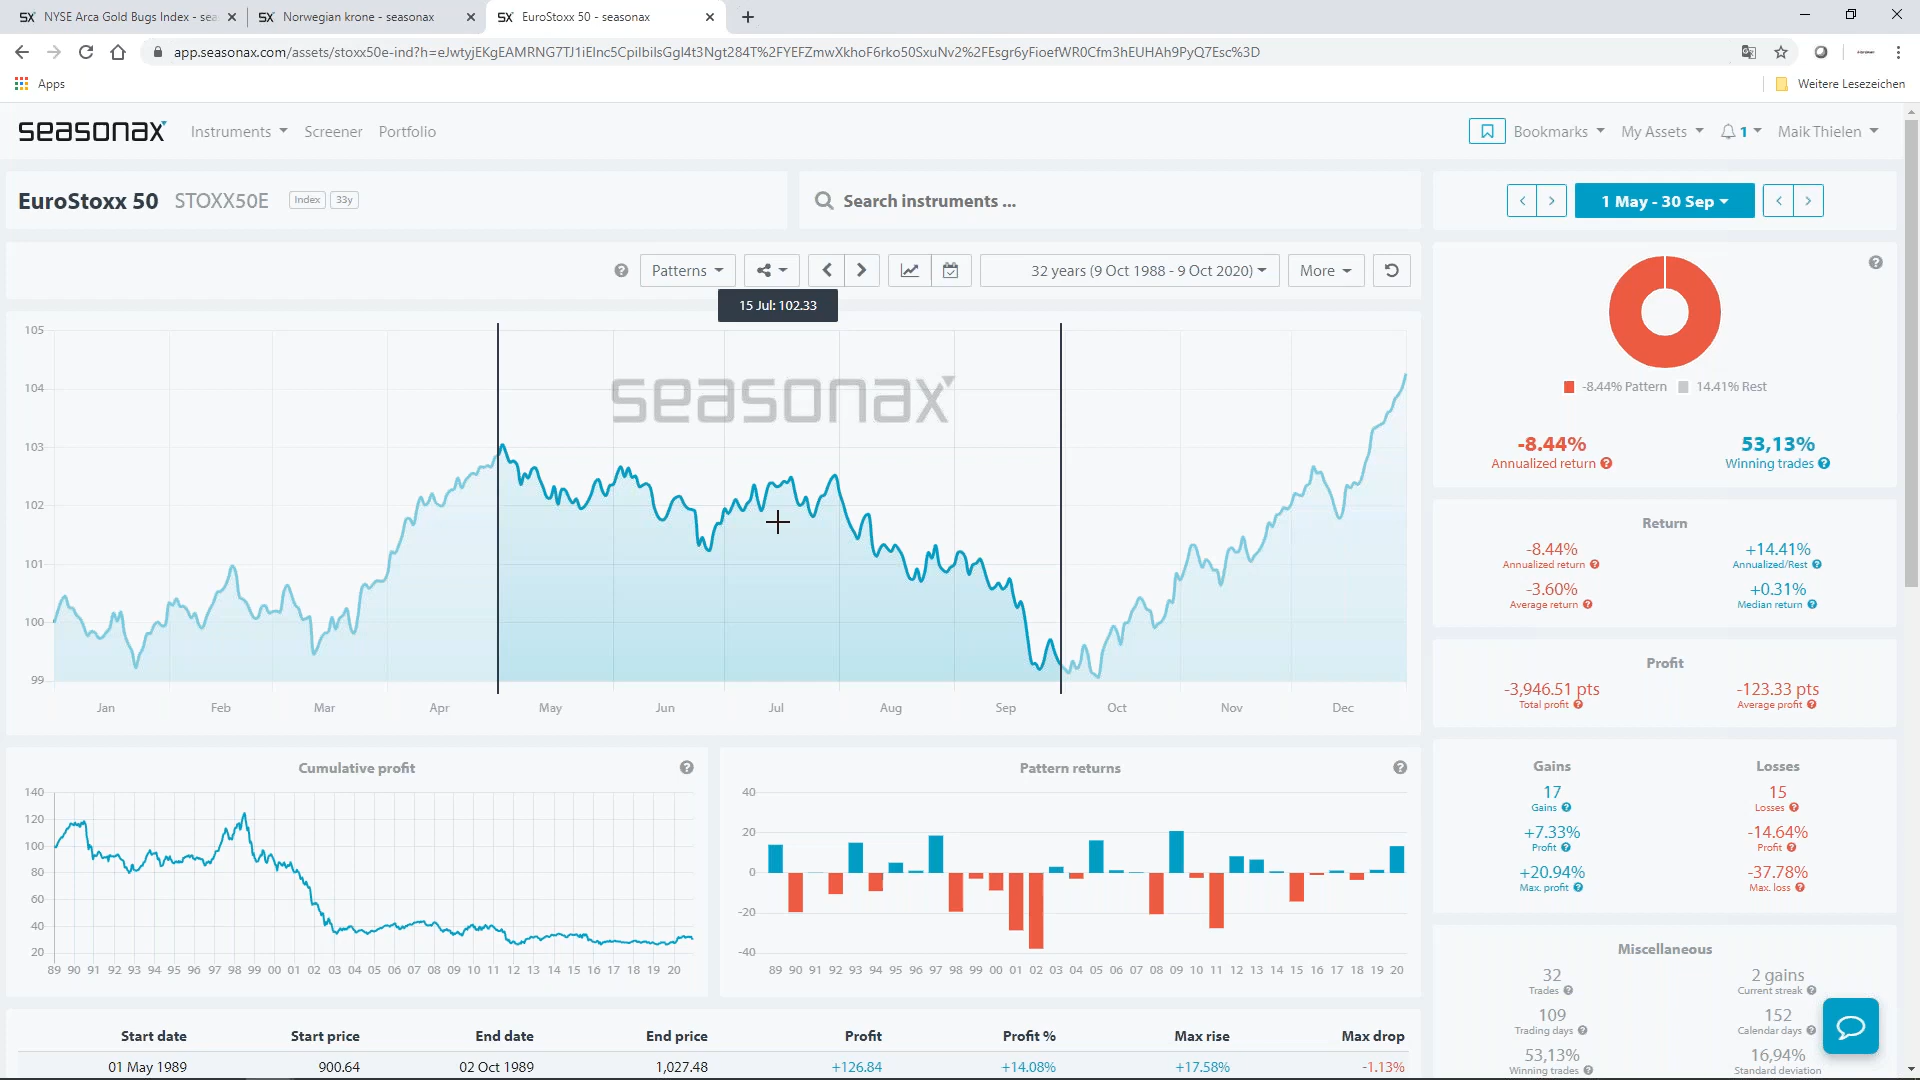 NYSE Arca Gold Bugs Index - sea
Norwegian krone - seasonax
EuroStoxx 50 - seasonax
Apps
Weitere Lesezeichen
seasonax
Instruments
Screener
Portfolio
Bookmarks
My Assets
1
Maik Thielen
EuroStoxx 50 STOXX50E Index 33y
Search instruments ...
1 May - 30 Sep
Patterns
32 years (9 Oct 1988 - 9 Oct 2020)
More
15 Jul: 102.33
105
104
103
102
101
100
99
seasonax
Jan Feb Mar Apr May Jun Jul Aug Sep Oct Nov Dec
-8.44% Pattern 14.41% Rest
-8.44% 53,13%
Annualized return Winning trades
Return
-8.44% +14.41%
Annualized return Annualized/Rest
-3.60% +0.31%
Average return Median return
Profit
-3,946.51 pts -123.33 pts
Total profit Average profit
Gains Losses
17 15
Gains Losses
+7.33% -14.64%
Profit Profit
+20.94% -37.78%
Max. profit Max. loss
Miscellaneous
32 2 gains
Trades Current streak
109 152
Trading days Calendar days
53,13% 16,94%
Winning trades Standard deviation
Cumulative profit
140
120
100
80
60
40
20
89 90 91 92 93 94 95 96 97 98 99 00 01 02 03 04 05 06 07 08 09 10 11 12 13 14 15 16 17 18 19 20
Pattern returns
40
20
0
-20
-40
89 90 91 92 93 94 95 96 97 98 99 00 01 02 03 04 05 06 07 08 09 10 11 12 13 14 15 16 17 18 19 20
Start date Start price End date End price Profit Profit % Max rise Max drop
01 May 1989 900.64 02 Oct 1989 1,027.48 +126.84 +14.08% +17.58% -1.13%